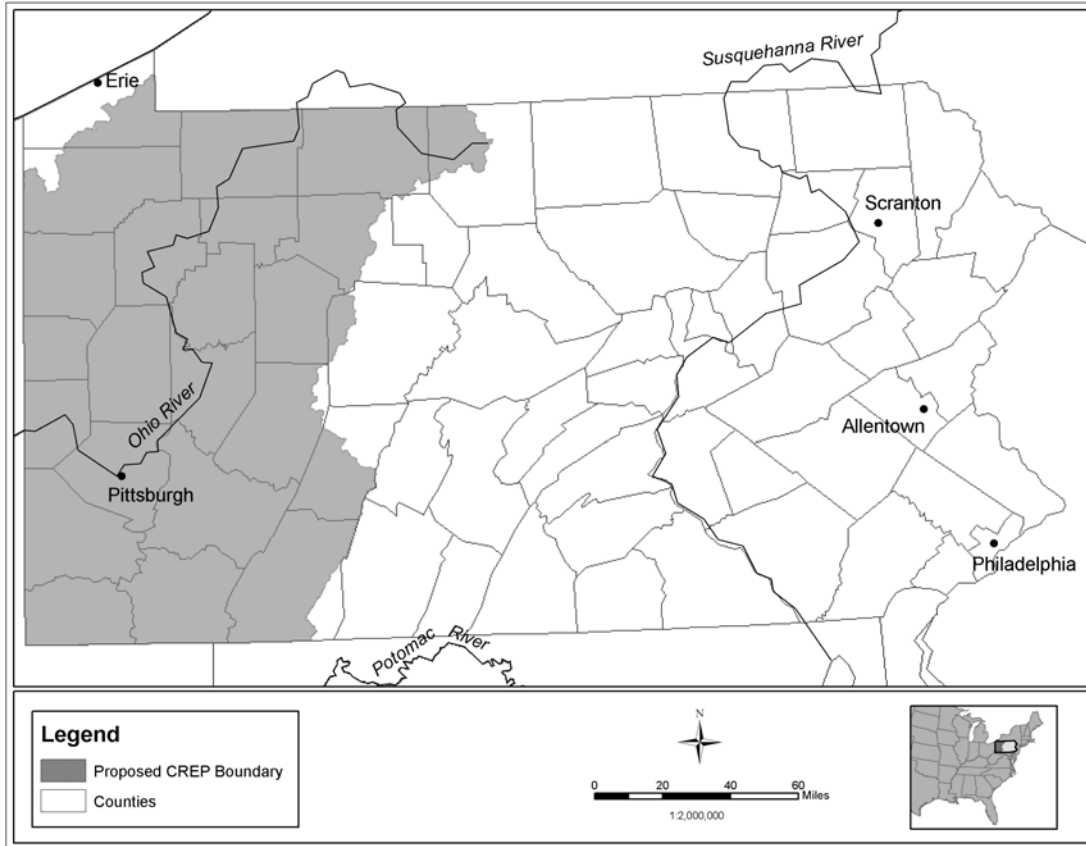 Susquehanna River
Erie
Scranton
Ohio River
Allentown
Pittsburgh
Philadelphia
Potomac River
Legend
Proposed CREP Boundary
Counties
N
0 20 40 60
Miles
1:2,000,000